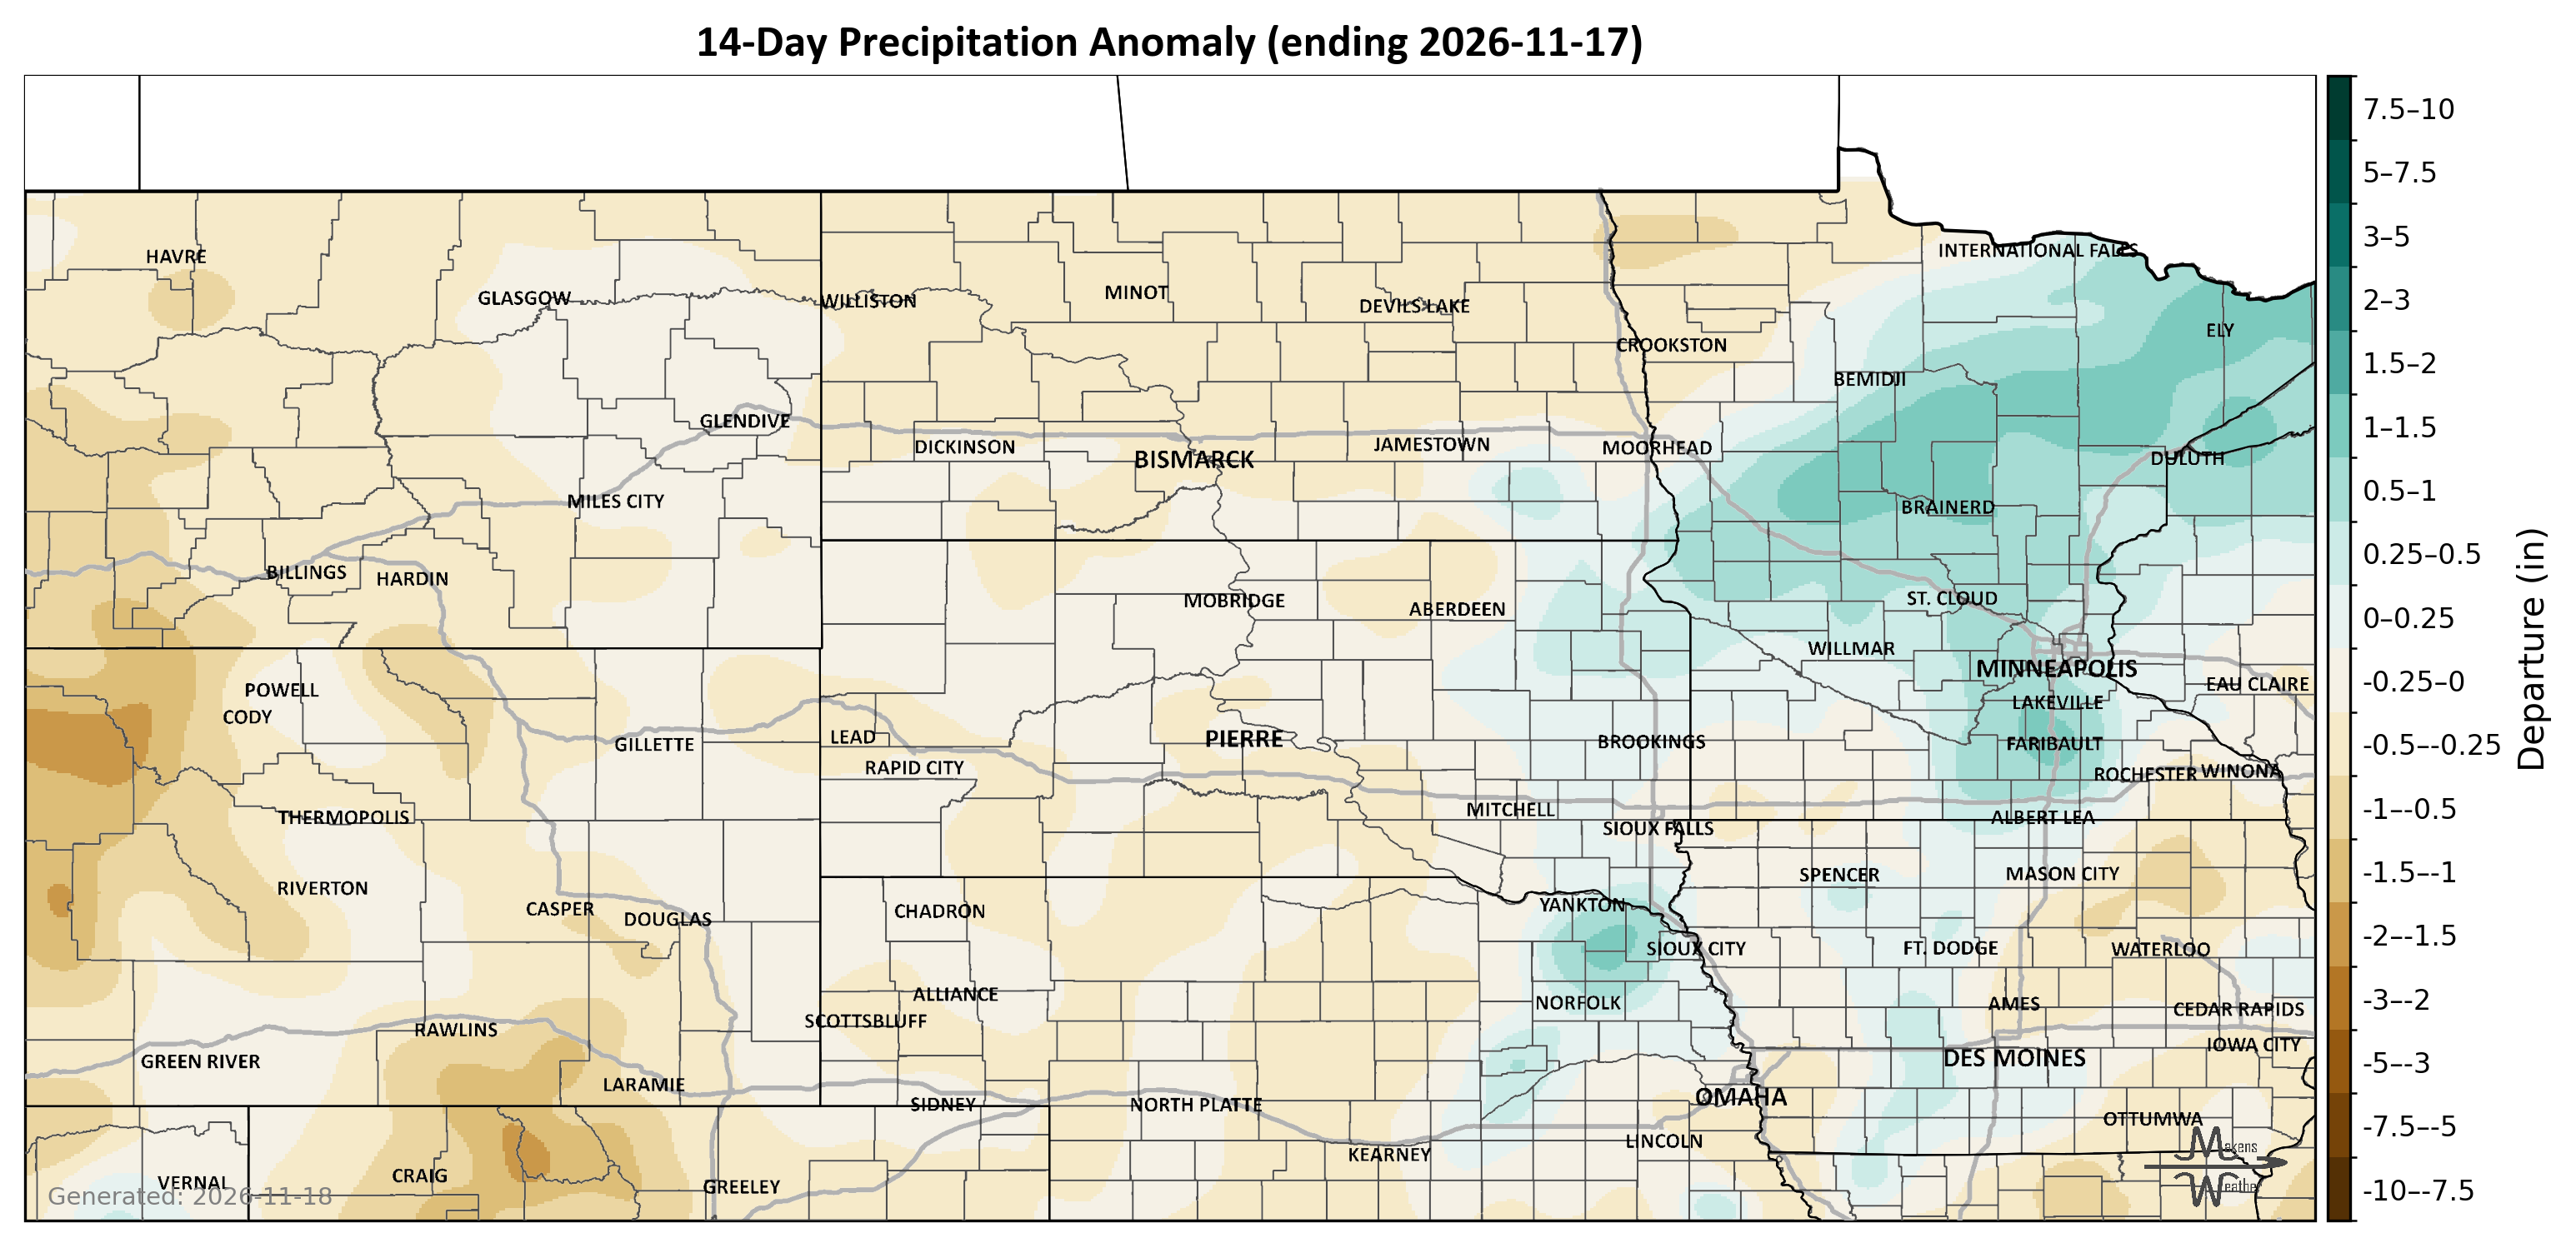 14-Day Precipitation Anomaly (ending 2026-11-17)
HAVRE
GLASGOW
WILLISTON
MINOT
DEVILS LAKE
CROOKSTON
INTERNATIONAL FALLS
ELY
BEMIDJI
GLENDIVE
DICKINSON
BISMARCK
JAMESTOWN
MOORHEAD
DULUTH
MILES CITY
BRAINERD
BILLINGS
HARDIN
MOBRIDGE
ABERDEEN
ST. CLOUD
WILLMAR
MINNEAPOLIS
EAU CLAIRE
POWELL
CODY
LAKEVILLE
GILLETTE
LEAD
PIERRE
BROOKINGS
FARIBAULT
RAPID CITY
ROCHESTER
WINONA
THERMOPOLIS
MITCHELL
ALBERT LEA
SIOUX FALLS
RIVERTON
SPENCER
MASON CITY
CASPER
DOUGLAS
CHADRON
YANKTON
SIOUX CITY
FT. DODGE
WATERLOO
ALLIANCE
NORFOLK
AMES
CEDAR RAPIDS
RAWLINS
SCOTTSBLUFF
GREEN RIVER
DES MOINES
IOWA CITY
LARAMIE
SIDNEY
NORTH PLATTE
OMAHA
OTTUMWA
LINCOLN
KEARNEY
VERNAL
CRAIG
GREELEY
Generated: 2026-11-18
Makens
Weather
7.5–10
5–7.5
3–5
2–3
1.5–2
1–1.5
0.5–1
0.25–0.5
0–0.25
-0.25–0
-0.5–-0.25
-1–-0.5
-1.5–-1
-2–-1.5
-3–-2
-5–-3
-7.5–-5
-10–-7.5
Departure (in)